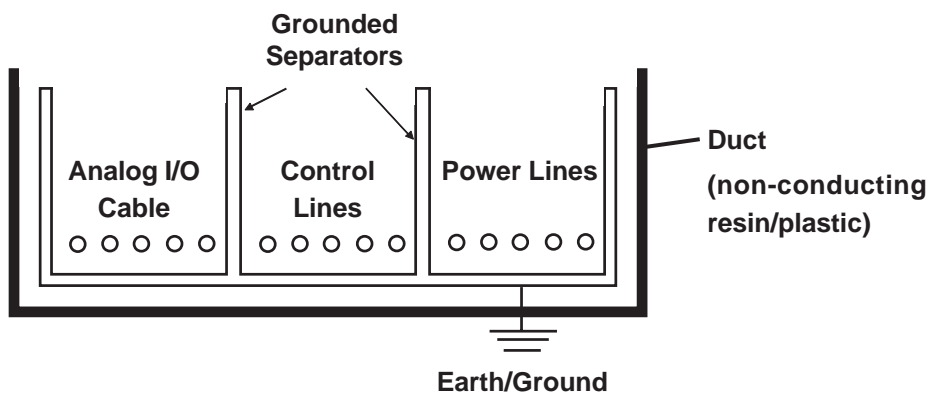 Grounded
Separators
Analog I/O
Cable
Control
Lines
Power Lines
Duct
(non-conducting
resin/plastic)
Earth/Ground